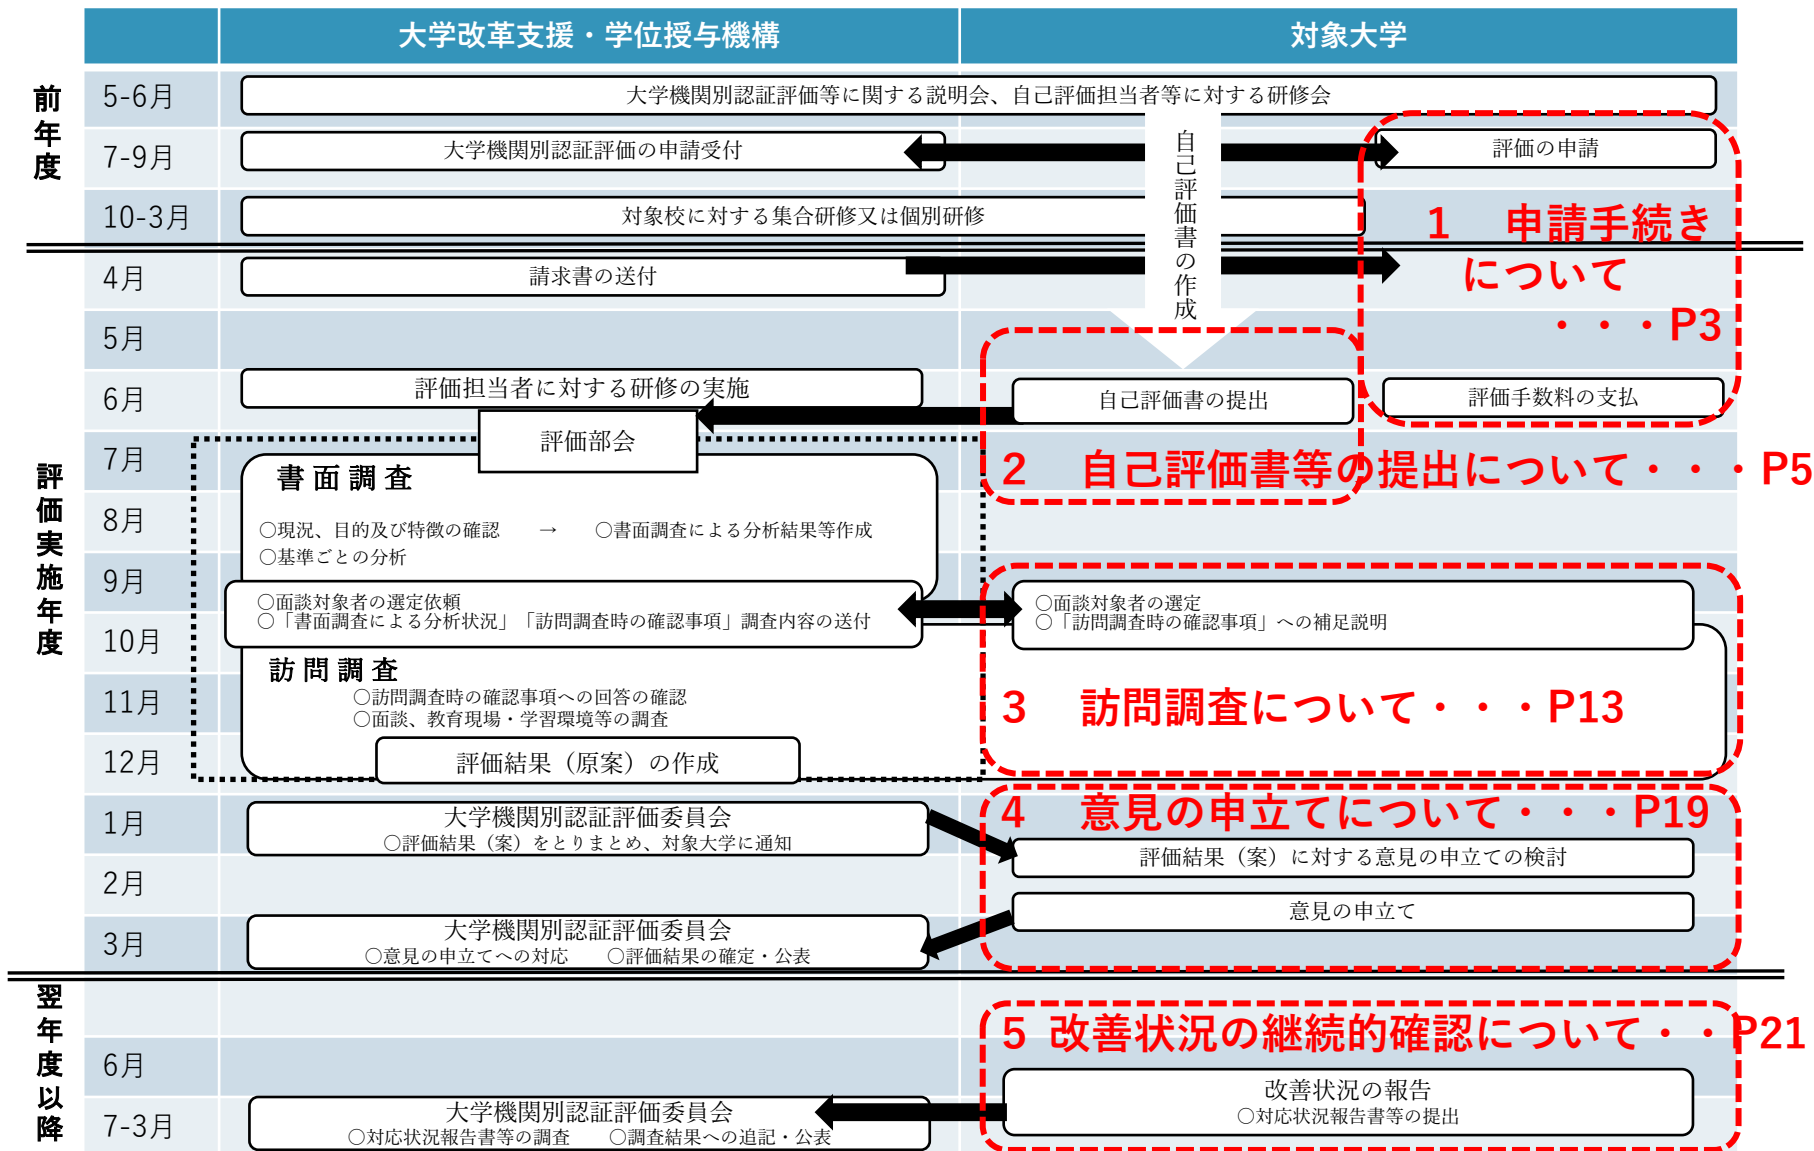 大学改革支援・学位授与機構
対象大学
前年度
5-6月
大学機関別認証評価等に関する説明会、自己評価担当者等に対する研修会
7-9月
大学機関別認証評価の申請受付
評価の申請
自己評価書の作成
10-3月
対象校に対する集合研修又は個別研修
1 申請手続き
について
・・・P3
評価実施年度
4月
請求書の送付
5月
6月
評価担当者に対する研修の実施
自己評価書の提出
評価手数料の支払
評価部会
7月
書面調査
2 自己評価書等の提出について・・・P5
8月
○現況、目的及び特徴の確認 → ○書面調査による分析結果等作成
○基準ごとの分析
9月
○面談対象者の選定依頼
○「書面調査による分析状況」「訪問調査時の確認事項」調査内容の送付
○面談対象者の選定
○「訪問調査時の確認事項」への補足説明
10月
訪問調査
11月
○訪問調査時の確認事項への回答の確認
○面談、教育現場・学習環境等の調査
3 訪問調査について・・・P13
12月
評価結果（原案）の作成
1月
大学機関別認証評価委員会
○評価結果（案）をとりまとめ、対象大学に通知
4 意見の申立てについて・・・P19
評価結果（案）に対する意見の申立ての検討
2月
意見の申立て
3月
大学機関別認証評価委員会
○意見の申立てへの対応 ○評価結果の確定・公表
翌年度以降
5 改善状況の継続的確認について・・P21
6月
改善状況の報告
○対応状況報告書等の提出
7-3月
大学機関別認証評価委員会
○対応状況報告書等の調査 ○調査結果への追記・公表